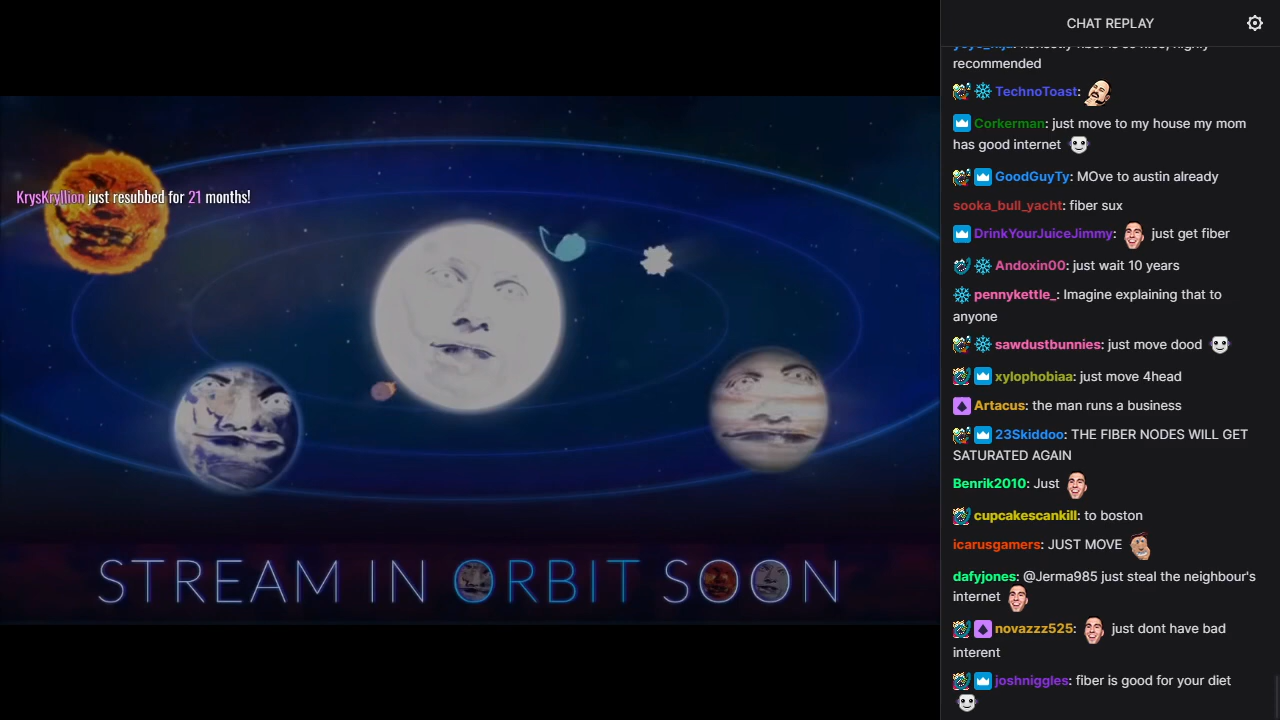 KrysKryllion just resubbed for 21 months!
STREAM IN ORBIT SOON
CHAT REPLAY
recommended
TechnoToast:
Corkerman: just move to my house my mom
has good internet
GoodGuyTy: MOve to austin already
sooka_bull_yacht: fiber sux
DrinkYourJuiceJimmy: just get fiber
Andoxin00: just wait 10 years
pennykettle_: Imagine explaining that to
anyone
sawdustbunnies: just move dood
xylophobiaa: just move 4head
Artacus: the man runs a business
23Skiddoo: THE FIBER NODES WILL GET
SATURATED AGAIN
Benrik2010: Just
cupcakescankill: to boston
icarusgamers: JUST MOVE
dafyjones: @Jerma985 just steal the neighbour's
internet
novazzz525: just dont have bad
interent
joshniggles: fiber is good for your diet